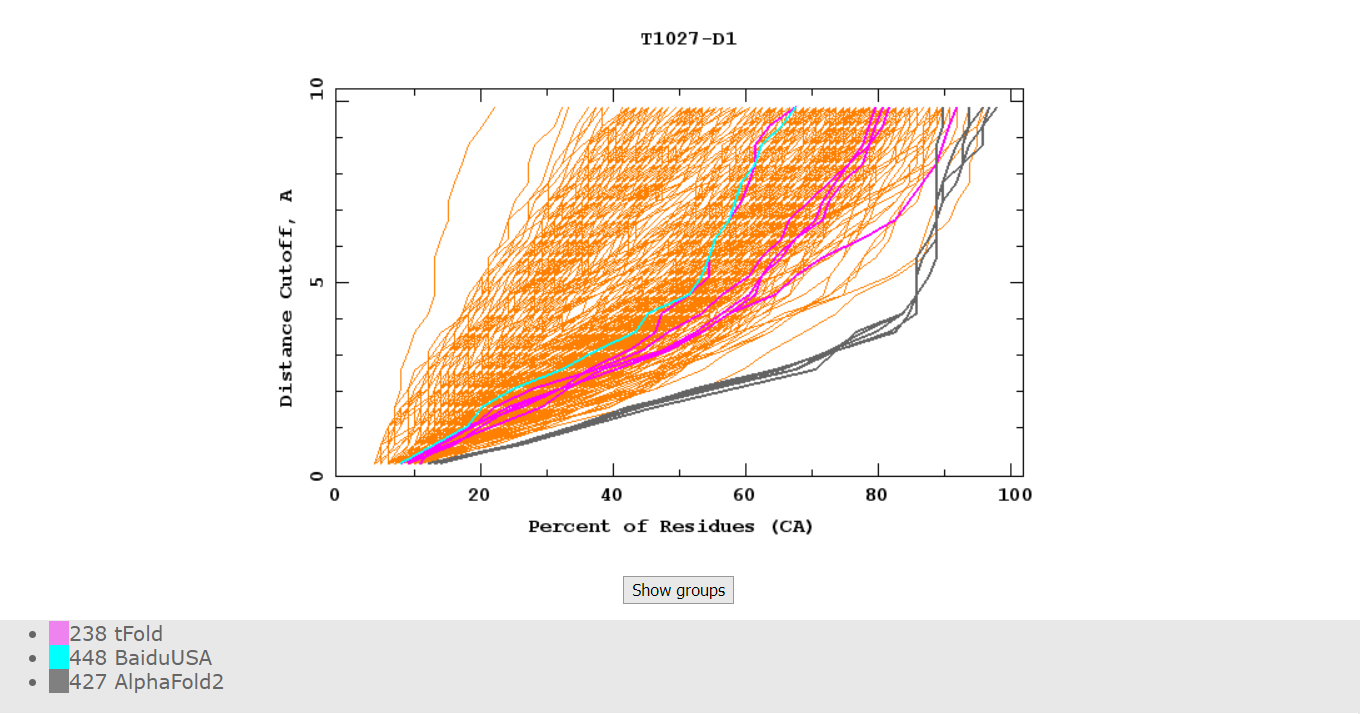 T1027-D1
10
5
0
Distance Cutoff, A
0 20 40 60 80 100
Percent of Residues (CA)
Show groups
238 tFold
448 BaiduUSA
427 AlphaFold2